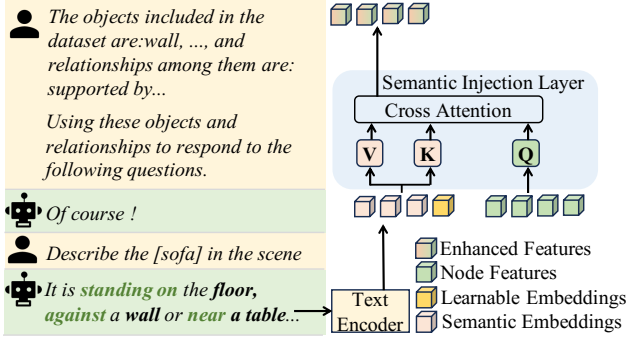 The objects included in the
dataset are:wall, ..., and
relationships among them are:
supported by...
Using these objects and
relationships to respond to the
following questions.
Of course !
Describe the [sofa] in the scene
It is standing on the floor,
against a wall or near a table...
Semantic Injection Layer
Cross Attention
V
K
Q
Text
Encoder
Enhanced Features
Node Features
Learnable Embeddings
Semantic Embeddings